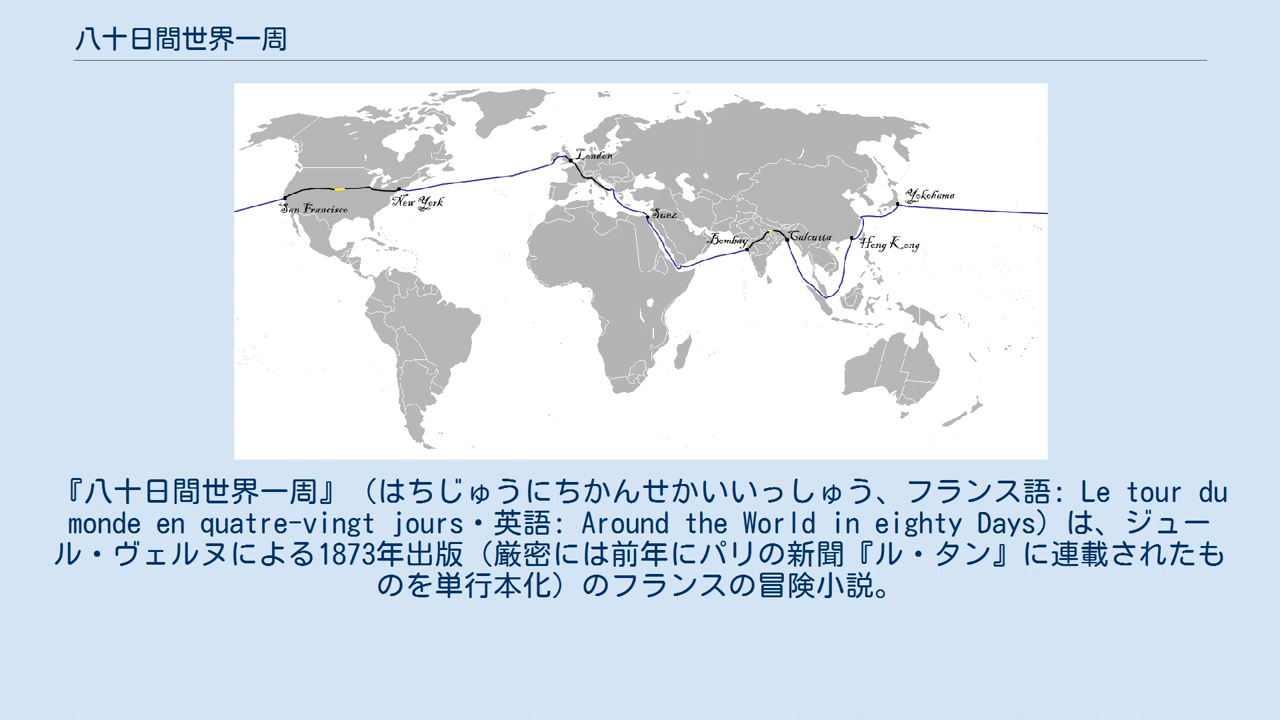 八十日間世界一周
London
San Francisco
New York
Suez
Bombay
Calcutta
Hong Kong
Yokohama
『八十日間世界一周』（はちじゅうにちかんせかいいっしゅう、フランス語: Le tour du
monde en quatre-vingt jours・英語: Around the World in eighty Days）は、ジュー
ル・ヴェルヌによる1873年出版（厳密には前年にパリの新聞『ル・タン』に連載されたも
のを単行本化）のフランスの冒険小説。